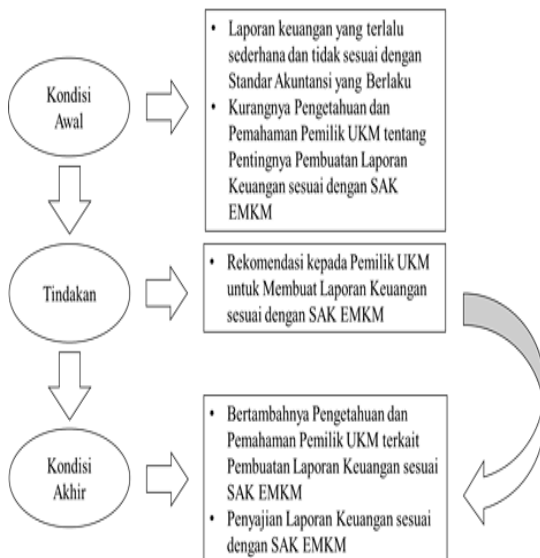 Kondisi
Awal
• Laporan keuangan yang terlalu
sederhana dan tidak sesuai dengan
Standar Akuntansi yang Berlaku
• Kurangnya Pengetahuan dan
Pemahaman Pemilik UKM tentang
Pentingnya Pembuatan Laporan
Keuangan sesuai dengan SAK
EMKM
Tindakan
• Rekomendasi kepada Pemilik UKM
untuk Membuat Laporan Keuangan
sesuai dengan SAK EMKM
Kondisi
Akhir
• Bertambahnya Pengetahuan dan
Pemahaman Pemilik UKM terkait
Pembuatan Laporan Keuangan sesuai
SAK EMKM
• Penyajian Laporan Keuangan sesuai
dengan SAK EMKM